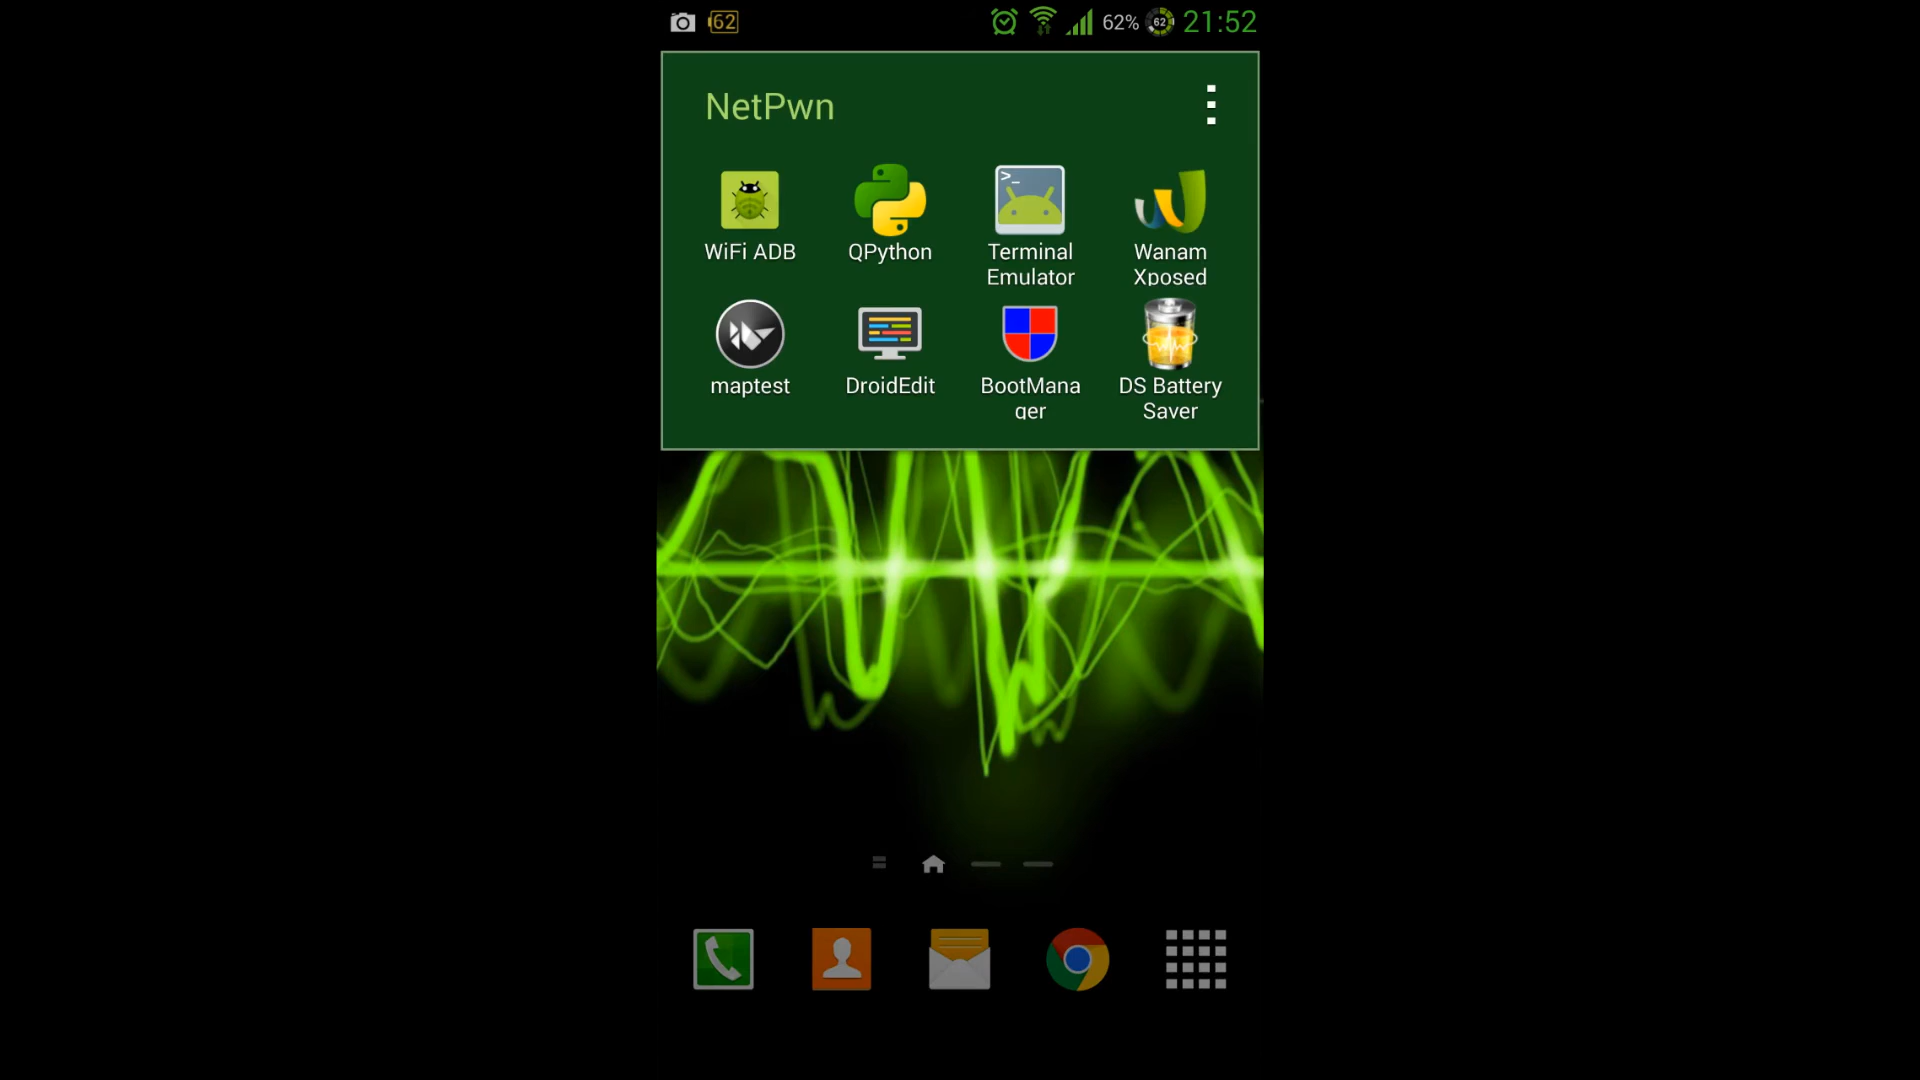 62 62% 62 21:52
NetPwn
WiFi ADB QPython Terminal Emulator Wanam Xposed
maptest DroidEdit BootMana ger DS Battery Saver
>_